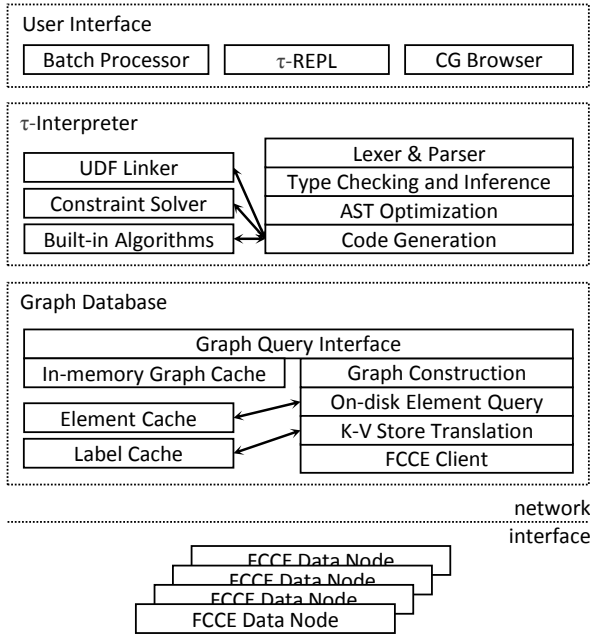 User Interface
Batch Processor
τ-REPL
CG Browser
τ-Interpreter
UDF Linker
Constraint Solver
Built-in Algorithms
Lexer & Parser
Type Checking and Inference
AST Optimization
Code Generation
Graph Database
Graph Query Interface
In-memory Graph Cache
Element Cache
Label Cache
Graph Construction
On-disk Element Query
K-V Store Translation
FCCE Client
network
interface
FCCE Data Node
FCCE Data Node
FCCE Data Node
FCCE Data Node